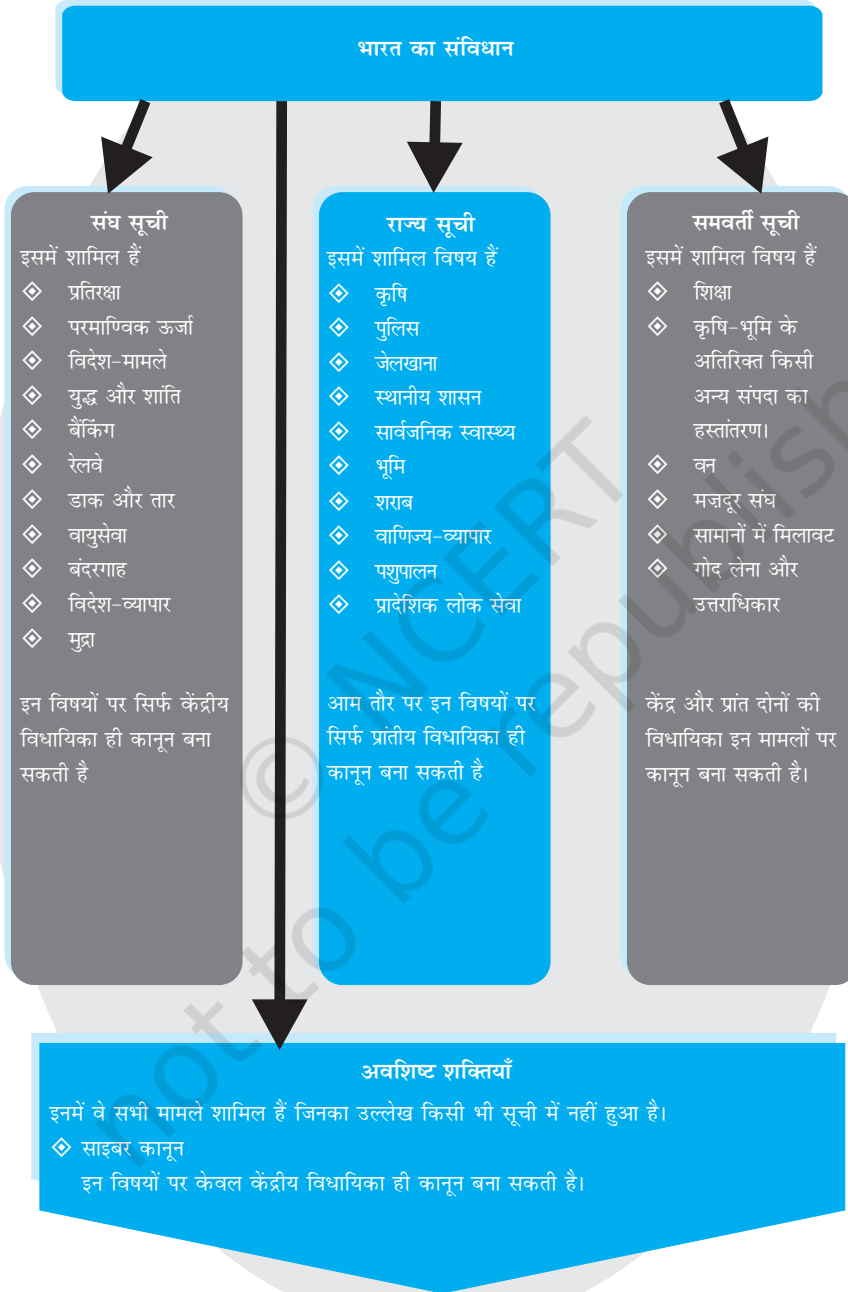 भारत का संविधान
संघ सूची
इसमें शामिल हैं
प्रतिरक्षा
परमाण्विक ऊर्जा
विदेश-मामले
युद्ध और शांति
बैंकिंग
रेलवे
डाक और तार
वायुसेवा
बंदरगाह
विदेश-व्यापार
मुद्रा
इन विषयों पर सिर्फ केंद्रीय
विधायिका ही कानून बना
सकती है
राज्य सूची
इसमें शामिल विषय हैं
कृषि
पुलिस
जेलखाना
स्थानीय शासन
सार्वजनिक स्वास्थ्य
भूमि
शराब
वाणिज्य-व्यापार
पशुपालन
प्रादेशिक लोक सेवा
आम तौर पर इन विषयों पर
सिर्फ प्रांतीय विधायिका ही
कानून बना सकती है
समवर्ती सूची
इसमें शामिल विषय हैं
शिक्षा
कृषि-भूमि के
अतिरिक्त किसी
अन्य संपदा का
हस्तांतरण।
वन
मज़दूर संघ
सामानों में मिलावट
गोद लेना और
उत्तराधिकार
केंद्र और प्रांत दोनों की
विधायिका इन मामलों पर
कानून बना सकती है।
अवशिष्ट शक्तियाँ
इनमें वे सभी मामले शामिल हैं जिनका उल्लेख किसी भी सूची में नहीं हुआ है।
साइबर कानून
इन विषयों पर केवल केंद्रीय विधायिका ही कानून बना सकती है।
© NCERT
not to be republish